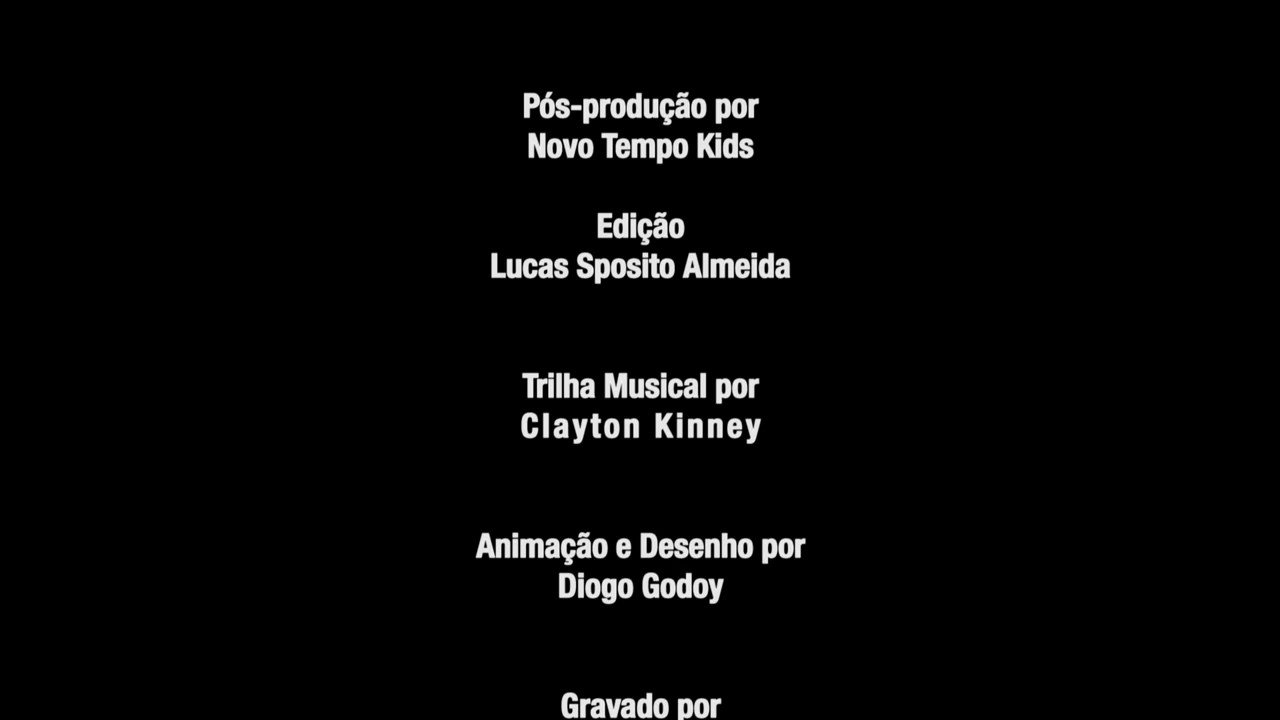 Pós-produção por
Novo Tempo Kids
Edição
Lucas Sposito Almeida
Trilha Musical por
Clayton Kinney
Animação e Desenho por
Diogo Godoy
Gravado por